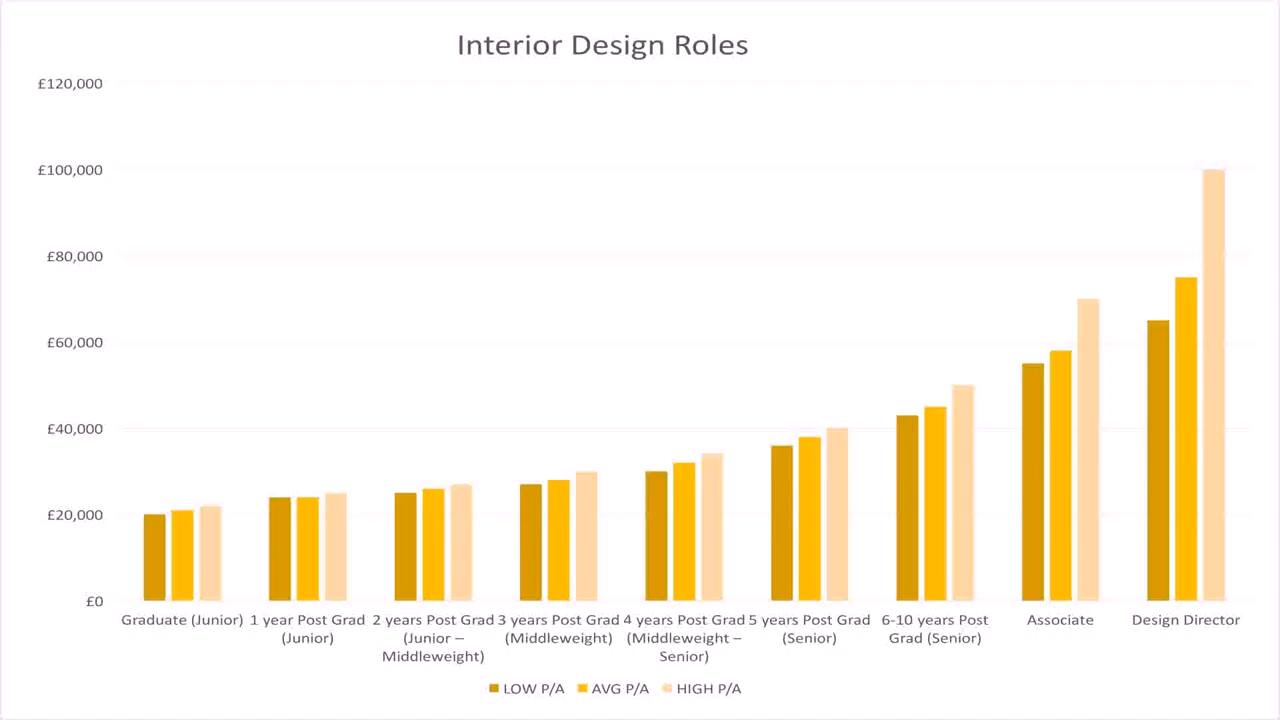 Interior Design Roles
£120,000
£100,000
£80,000
£60,000
£40,000
£20,000
£0
Graduate (Junior)
1 year Post Grad
(Junior)
2 years Post Grad
(Junior –
Middleweight)
3 years Post Grad
(Middleweight)
4 years Post Grad
(Middleweight –
Senior)
5 years Post Grad
(Senior)
6-10 years Post
Grad (Senior)
Associate
Design Director
LOW P/A
AVG P/A
HIGH P/A